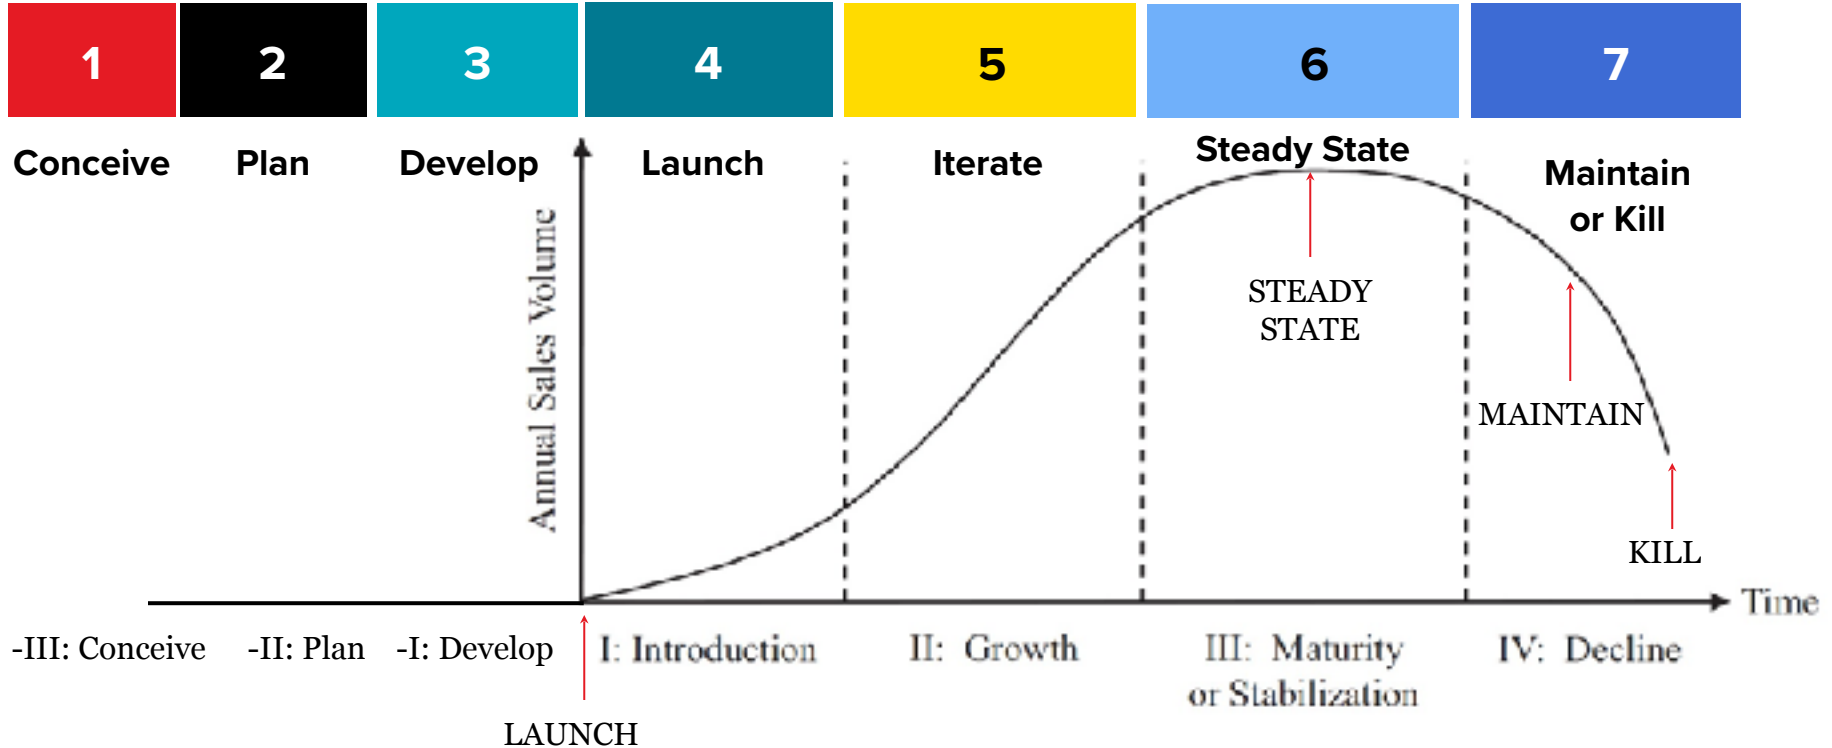 1 2 3 4 5 6 7
Conceive Plan Develop Launch Iterate Steady State Maintain
or Kill
Annual Sales Volume
STEADY
STATE
MAINTAIN
KILL
Time
-III: Conceive -II: Plan -I: Develop I: Introduction II: Growth III: Maturity IV: Decline
or Stabilization
LAUNCH